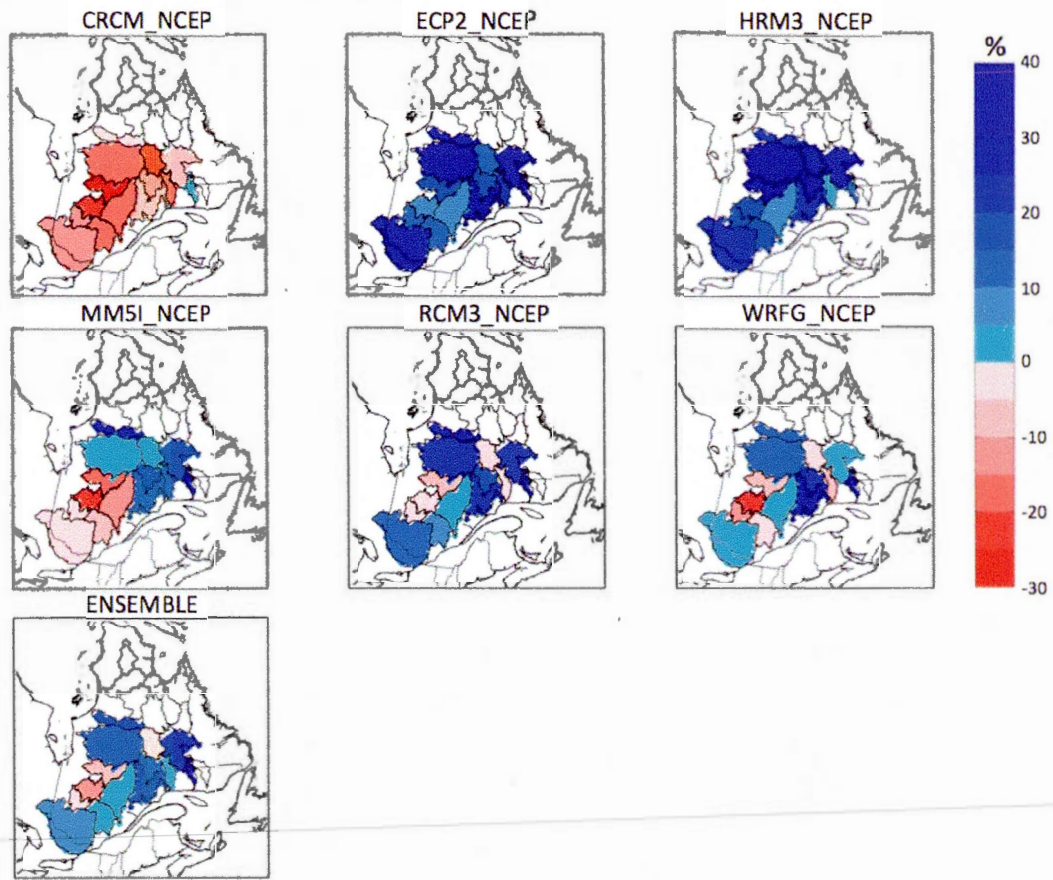 CRCM_NCEP
ECP2_NCEP
HRM3_NCEP
%
40
30
20
10
0
-10
-20
-30
MM5I_NCEP
RCM3_NCEP
WRFG_NCEP
ENSEMBLE